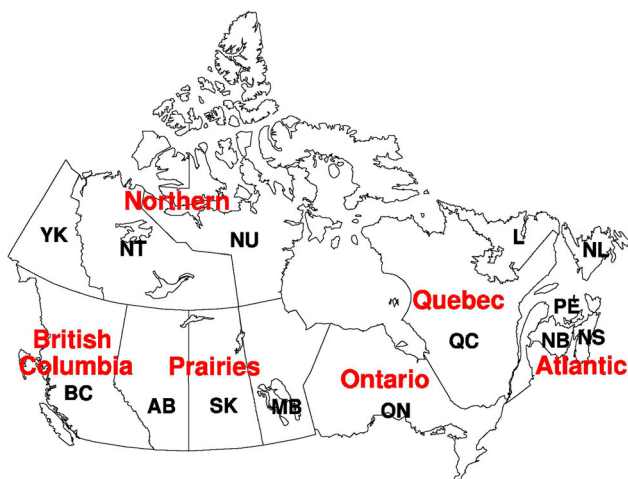 Northern
YK
NT
NU
L
NL
Quebec
PE
British
Columbia
Prairies
QC
NB
NS
Ontario
Atlantic
BC
AB
SK
MB
ON